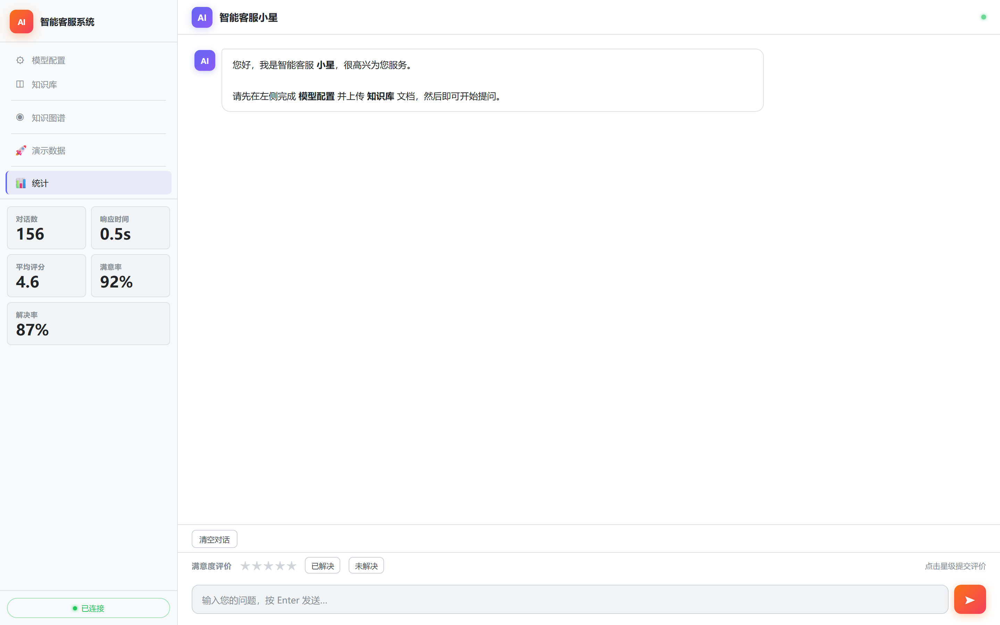 AI 智能客服系统
模型配置
知识库
知识图谱
演示数据
统计
对话数
156
响应时间
0.5s
平均评分
4.6
满意率
92%
解决率
87%
已连接
AI 智能客服小星
AI
您好，我是智能客服 小星，很高兴为您服务。
请先在左侧完成 模型配置 并上传 知识库 文档，然后即可开始提问。
清空对话
满意度评价 ★★★★★ 已解决 未解决 点击星级提交评价
输入您的问题，按 Enter 发送...